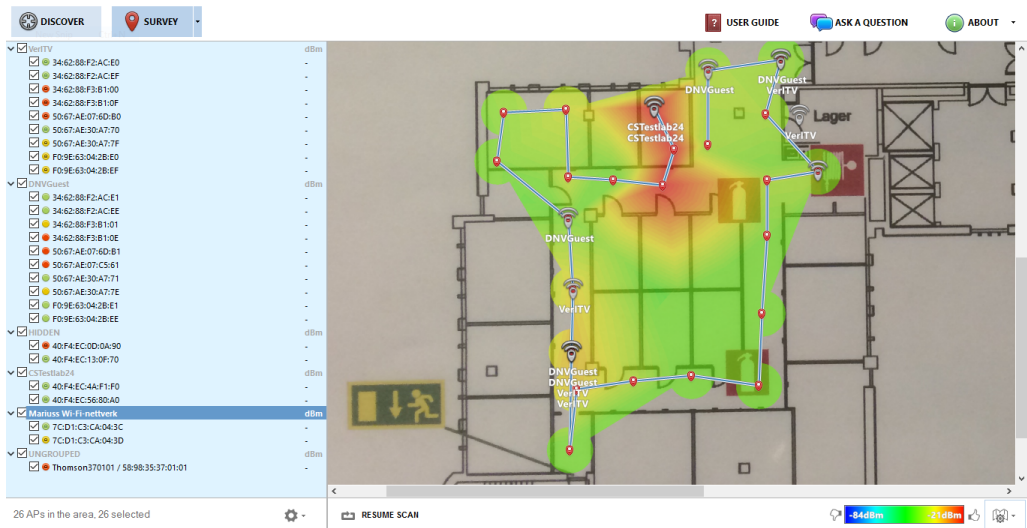 DISCOVER
SURVEY
USER GUIDE
ASK A QUESTION
ABOUT
VerITV dBm
34:62:88:F2:AC:E0 -
34:62:88:F2:AC:EF -
34:62:88:F3:B1:00 -
34:62:88:F3:B1:0F -
50:67:AE:07:6D:B0 -
50:67:AE:30:A7:70 -
50:67:AE:30:A7:7F -
F0:9E:63:04:2B:E0 -
F0:9E:63:04:2B:EF -
DNVGuest dBm
34:62:88:F2:AC:E1 -
34:62:88:F2:AC:EE -
34:62:88:F3:B1:01 -
34:62:88:F3:B1:0E -
50:67:AE:07:6D:B1 -
50:67:AE:07:C5:61 -
50:67:AE:30:A7:71 -
50:67:AE:30:A7:7E -
F0:9E:63:04:2B:E1 -
F0:9E:63:04:2B:EE -
HIDDEN dBm
40:F4:EC:0D:0A:90 -
40:F4:EC:13:0F:70 -
CSTestlab24 dBm
40:F4:EC:4A:F1:F0 -
40:F4:EC:56:80:A0 -
Mariuss Wi-Fi-nettverk dBm
7C:D1:C3:CA:04:3C -
7C:D1:C3:CA:04:3D -
UNGROUPED dBm
Thomson370101 / 58:98:35:37:01:01 -
26 APs in the area, 26 selected
DNVGuest
DNVGuest
VerITV
CSTestlab24
CSTestlab24
Lager
VerITV
DNVGuest
VerITV
DNVGuest
DNVGuest
VerITV
VerITV
RESUME SCAN
-84dBm
-21dBm